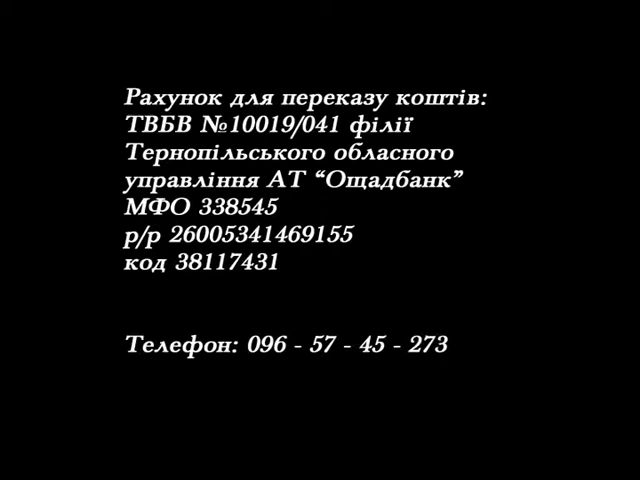 Рахунок для переказу коштів:
ТВБВ №10019/041 філії
Тернопільського обласного
управління АТ “Ощадбанк”
МФО 338545
р/р 26005341469155
код 38117431
Телефон: 096 - 57 - 45 - 273